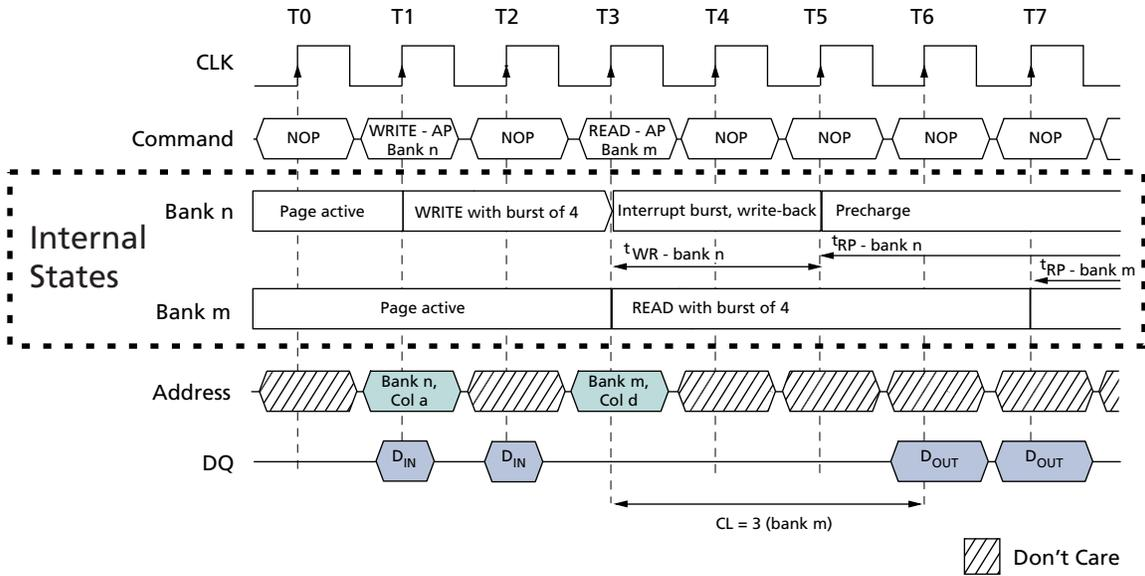 T0 T1 T2 T3 T4 T5 T6 T7
CLK
Command NOP WRITE - AP Bank n NOP READ - AP Bank m NOP NOP NOP NOP
Internal States
Bank n Page active WRITE with burst of 4 Interrupt burst, write-back Precharge
tWR - bank n tRP - bank n
tRP - bank m
Bank m Page active READ with burst of 4
Address Bank n, Col a Bank m, Col d
DQ DIN DIN DOUT DOUT
CL = 3 (bank m)
Don't Care